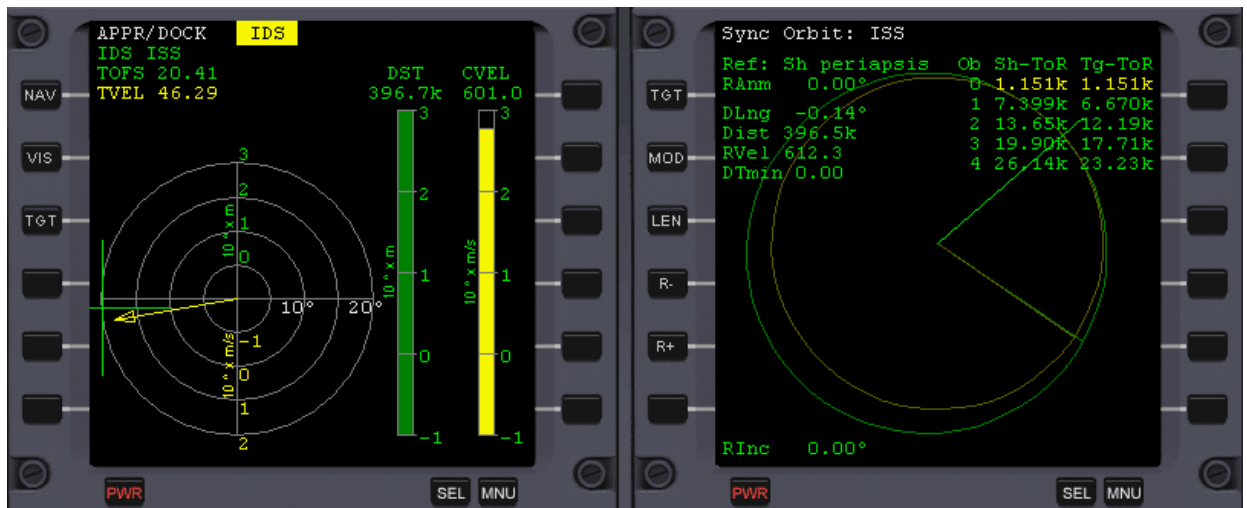 APPR/DOCK IDS
IDS ISS
TOFS 20.41
TVEL 46.29
DST CVEL
396.7k 601.0
NAV
VIS
TGT
3
2
1
0
10^ x m
10° 20°
10^ x m/s
-1
0
1
2
3
2
1
0
-1
10^ x m
3
2
1
0
-1
10^ x m/s
PWR
SEL
MNU
Sync Orbit: ISS
Ref: Sh periapsis Ob Sh-ToR Tg-ToR
RAnm 0.00° 0 1.151k 1.151k
DLng -0.14° 1 7.399k 6.670k
Dist 396.5k 2 13.65k 12.19k
RVel 612.3 3 19.90k 17.71k
DTmin 0.00 4 26.14k 23.23k
TGT
MOD
LEN
R-
R+
RInc 0.00°
PWR
SEL
MNU